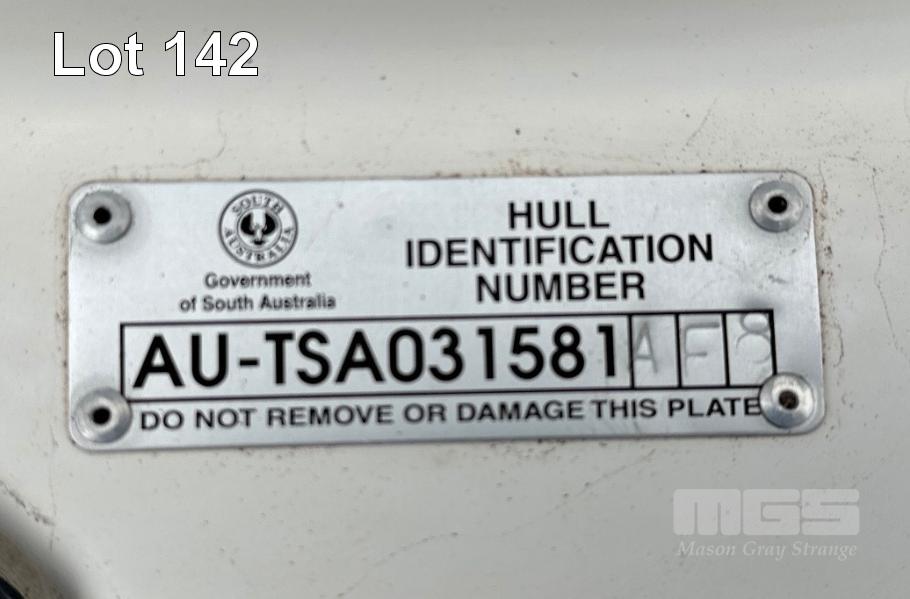 Lot 142
SOUTH
AUSTRALIA
Government
of South Australia
HULL
IDENTIFICATION
NUMBER
AU-TSA031581AF8
DO NOT REMOVE OR DAMAGE THIS PLATE
MGS
Mason Gray Strange